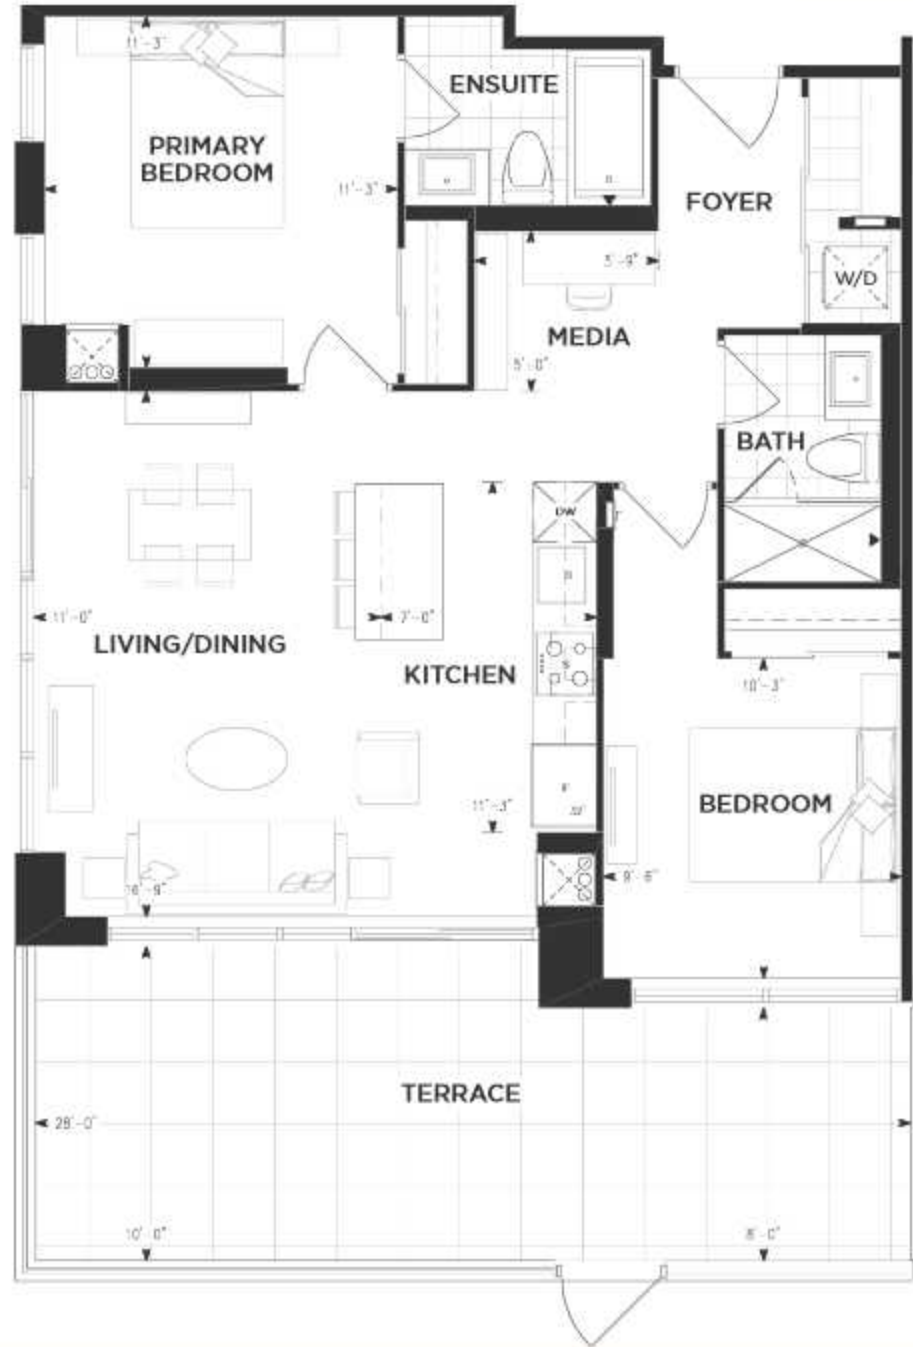 11'-3"
ENSUITE
PRIMARY
BEDROOM
11'-3"
FOYER
5'-9"
W/D
MEDIA
5'-0"
BATH
DW
11'-0"
7'-0"
LIVING/DINING
KITCHEN
10'-3"
11'-3"
BEDROOM
16'-9"
9'-6"
TERRACE
28'-0"
10'-0"
8'-0"